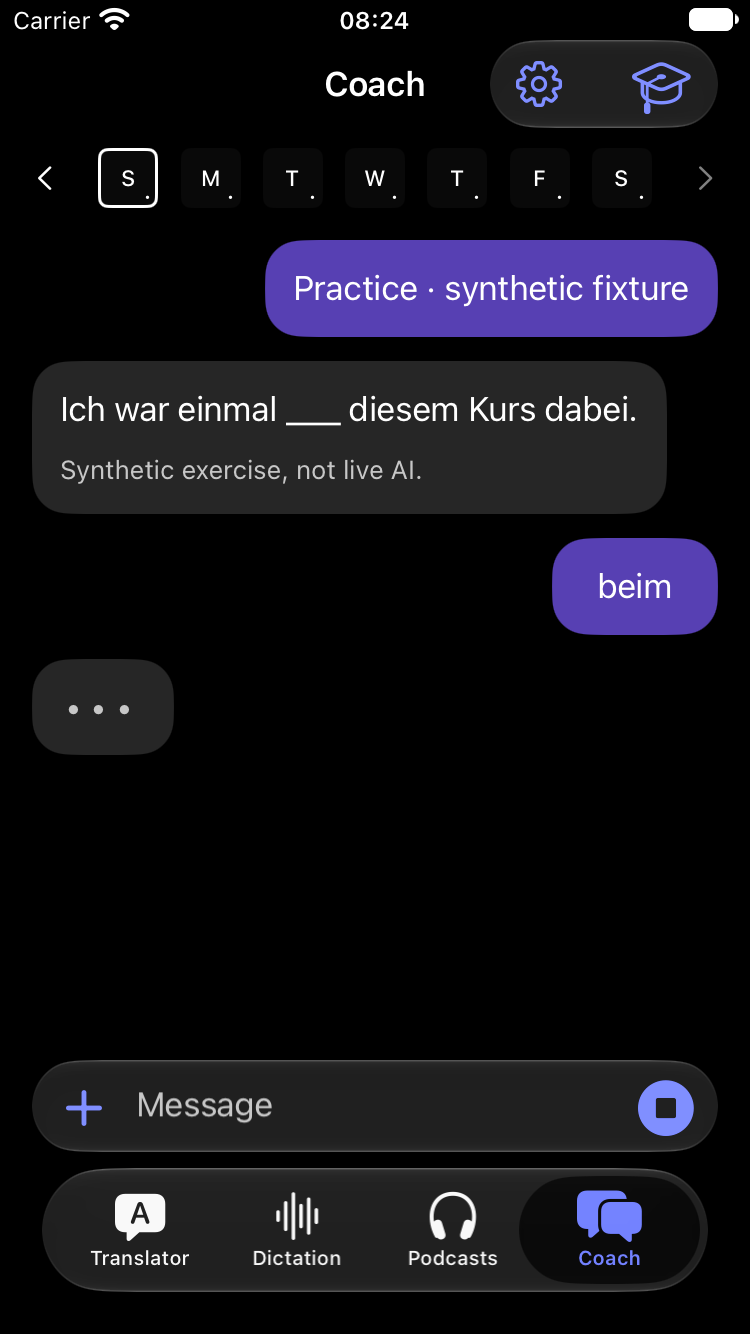 Carrier 08:24
Coach
S. M. T. W. T. F. S.
Practice · synthetic fixture
Ich war einmal ___ diesem Kurs dabei.
Synthetic exercise, not live AI.
beim
• • •
Message
A
Translator Dictation Podcasts Coach